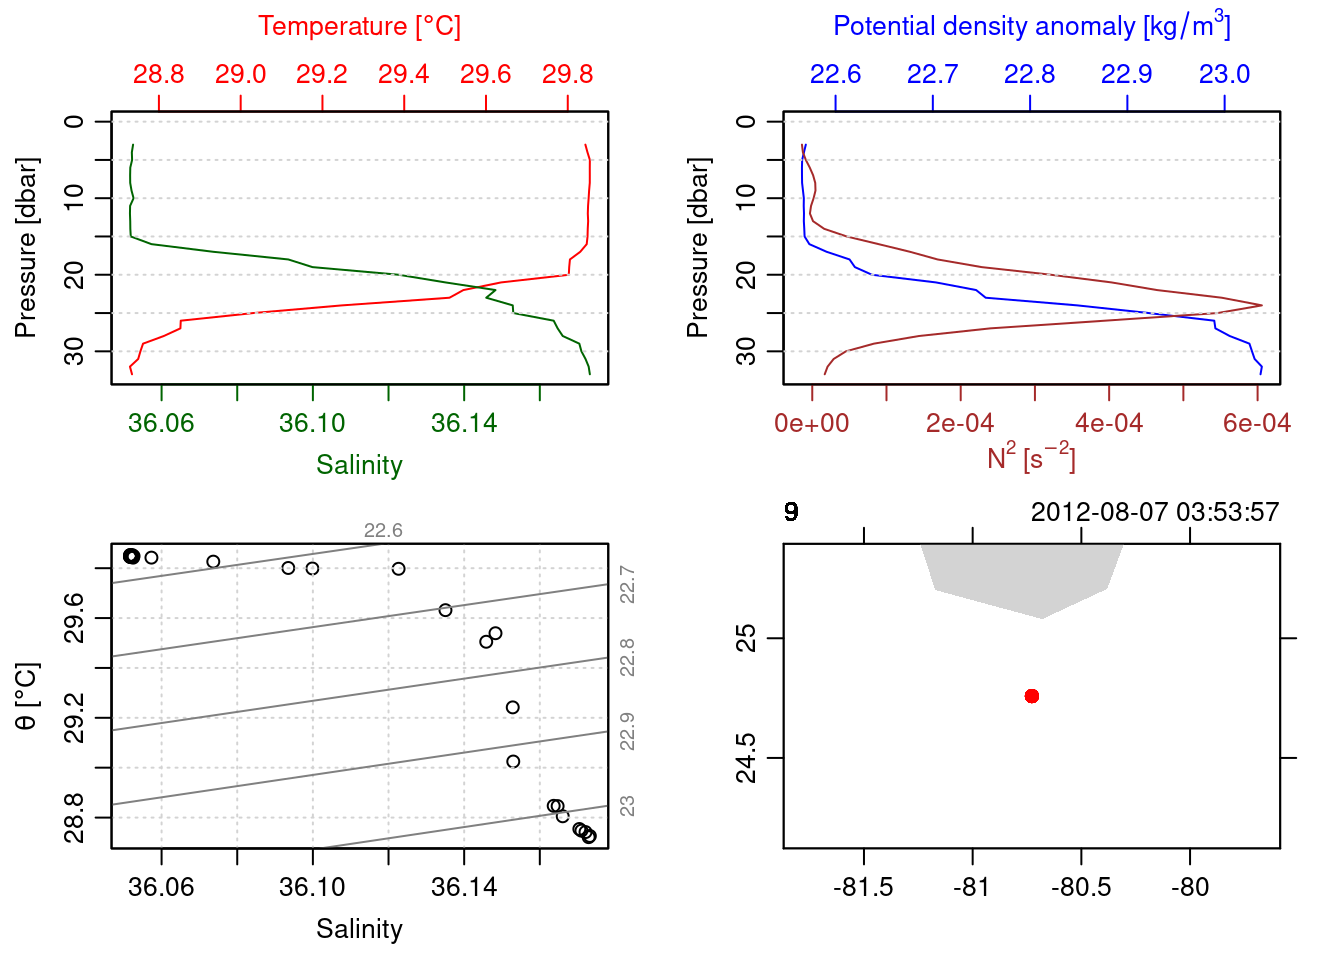 Temperature [°C]
28.8 29.0 29.2 29.4 29.6 29.8
Pressure [dbar]
0
10
20
30
36.06 36.10 36.14
Salinity
Potential density anomaly [kg/m³]
22.6 22.7 22.8 22.9 23.0
Pressure [dbar]
0
10
20
30
0e+00 2e-04 4e-04 6e-04
N² [s⁻²]
22.6
22.7
22.8
22.9
23
θ [°C]
29.6
29.2
28.8
36.06 36.10 36.14
Salinity
9 2012-08-07 03:53:57
25
24.5
-81.5 -81 -80.5 -80